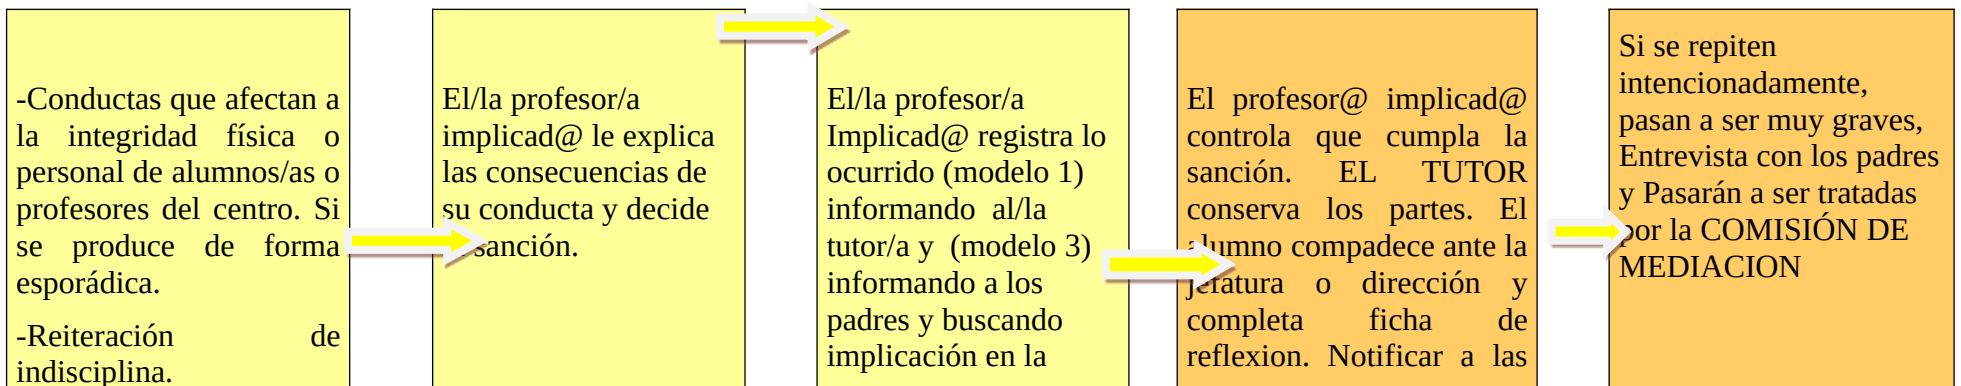 -Conductas que afectan a
la integridad física o
personal de alumnos/as o
profesores del centro. Si
se produce de forma
esporádica.
-Reiteración de
indisciplina.
El/la profesor/a
implicad@ le explica
las consecuencias de
su conducta y decide
sanción.
El/la profesor/a
Implicad@ registra lo
ocurrido (modelo 1)
informando al/la
tutor/a y (modelo 3)
informando a los
padres y buscando
implicación en la
El profesor@ implicad@
controla que cumpla la
sanción. EL TUTOR
conserva los partes. El
alumno compadece ante la
jefatura o dirección y
completa ficha de
reflexion. Notificar a las
Si se repiten
intencionadamente,
pasan a ser muy graves,
Entrevista con los padres
y Pasarán a ser tratadas
por la COMISIÓN DE
MEDIACION